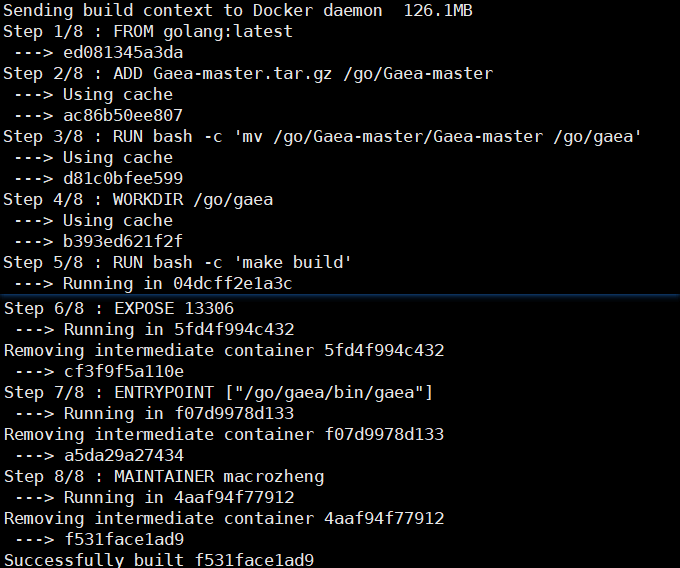 Sending build context to Docker daemon  126.1MB
Step 1/8 : FROM golang:latest
 ---> ed081345a3da
Step 2/8 : ADD Gaea-master.tar.gz /go/Gaea-master
 ---> Using cache
 ---> ac86b50ee807
Step 3/8 : RUN bash -c 'mv /go/Gaea-master/Gaea-master /go/gaea'
 ---> Using cache
 ---> d81c0bfee599
Step 4/8 : WORKDIR /go/gaea
 ---> Using cache
 ---> b393ed621f2f
Step 5/8 : RUN bash -c 'make build'
 ---> Running in 04dcff2e1a3c
Step 6/8 : EXPOSE 13306
 ---> Running in 5fd4f994c432
Removing intermediate container 5fd4f994c432
 ---> cf3f9f5a110e
Step 7/8 : ENTRYPOINT ["/go/gaea/bin/gaea"]
 ---> Running in f07d9978d133
Removing intermediate container f07d9978d133
 ---> a5da29a27434
Step 8/8 : MAINTAINER macrozheng
 ---> Running in 4aaf94f77912
Removing intermediate container 4aaf94f77912
 ---> f531face1ad9
Successfully built f531face1ad9